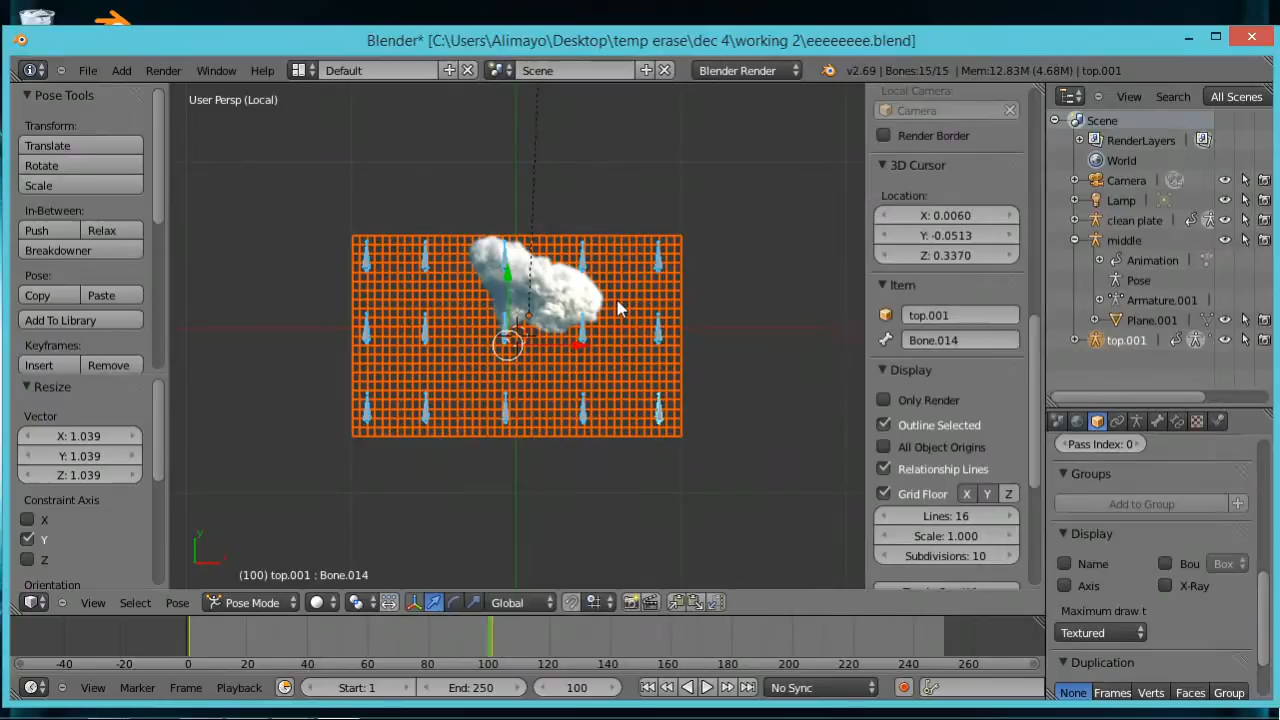 Blender* [C:\Users\Alimayo\Desktop\temp erase\dec 4\working 2\eeeeeeee.blend]
File Add Render Window Help Default Scene Blender Render v2.69 | Bones:15/15 | Mem:12.83M (4.68M) | top.001
Pose Tools
Transform:
Translate
Rotate
Scale
In-Between:
Push Relax
Breakdowner
Pose:
Copy Paste
Add To Library
Keyframes:
Insert Remove
Resize
Vector
X: 1.039
Y: 1.039
Z: 1.039
Constraint Axis
X
Y
Z
Orientation
User Persp (Local)
y
(100) top.001 : Bone.014
Local Camera:
Camera
Render Border
3D Cursor
Location:
X: 0.0060
Y: -0.0513
Z: 0.3370
Item
top.001
Bone.014
Display
Only Render
Outline Selected
All Object Origins
Relationship Lines
Grid Floor X Y Z
Lines: 16
Scale: 1.000
Subdivisions: 10
View Search All Scenes
Scene
RenderLayers
World
Camera
Lamp
clean plate
middle
Animation
Pose
Armature.001
Plane.001
top.001
Pass Index: 0
Groups
Add to Group
Display
Name Bou Box
Axis X-Ray
Maximum draw t
Textured
Duplication
None Frames Verts Faces Group
View Select Pose Pose Mode Global
-40 -20 0 20 40 60 80 100 120 140 160 180 200 220 240 260
View Marker Frame Playback Start: 1 End: 250 100 No Sync